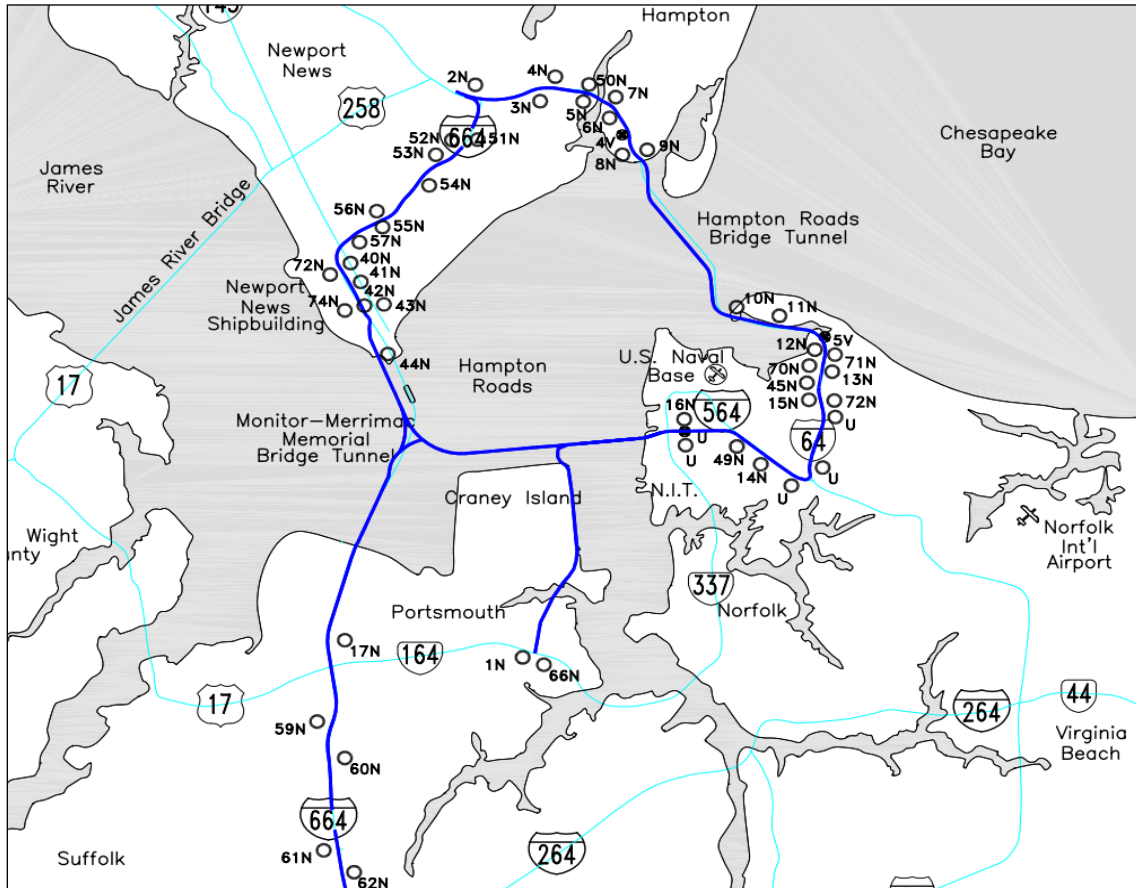 143
Hampton
Newport
News
2N
4N
50N
3N
7N
5N
6N
258
664
52N
51N
4V
53N
8N
9N
Chesapeake
Bay
James
River
54N
James River Bridge
56N
55N
Hampton Roads
Bridge Tunnel
57N
40N
72N
41N
Newport
News
Shipbuilding
42N
74N
43N
10N
11N
12N
5V
44N
U.S. Naval
Base
71N
Hampton
Roads
70N
13N
17
45N
15N
72N
16N
564
U
Monitor-Merrimac
Memorial
Bridge Tunnel
U
64
U
49N
14N
U
U
Craney Island
N.I.T.
Wight
unty
Norfolk
Int'l
Airport
337
Norfolk
Portsmouth
17N
164
1N
66N
17
44
264
59N
Virginia
Beach
60N
664
61N
Suffolk
264
62N